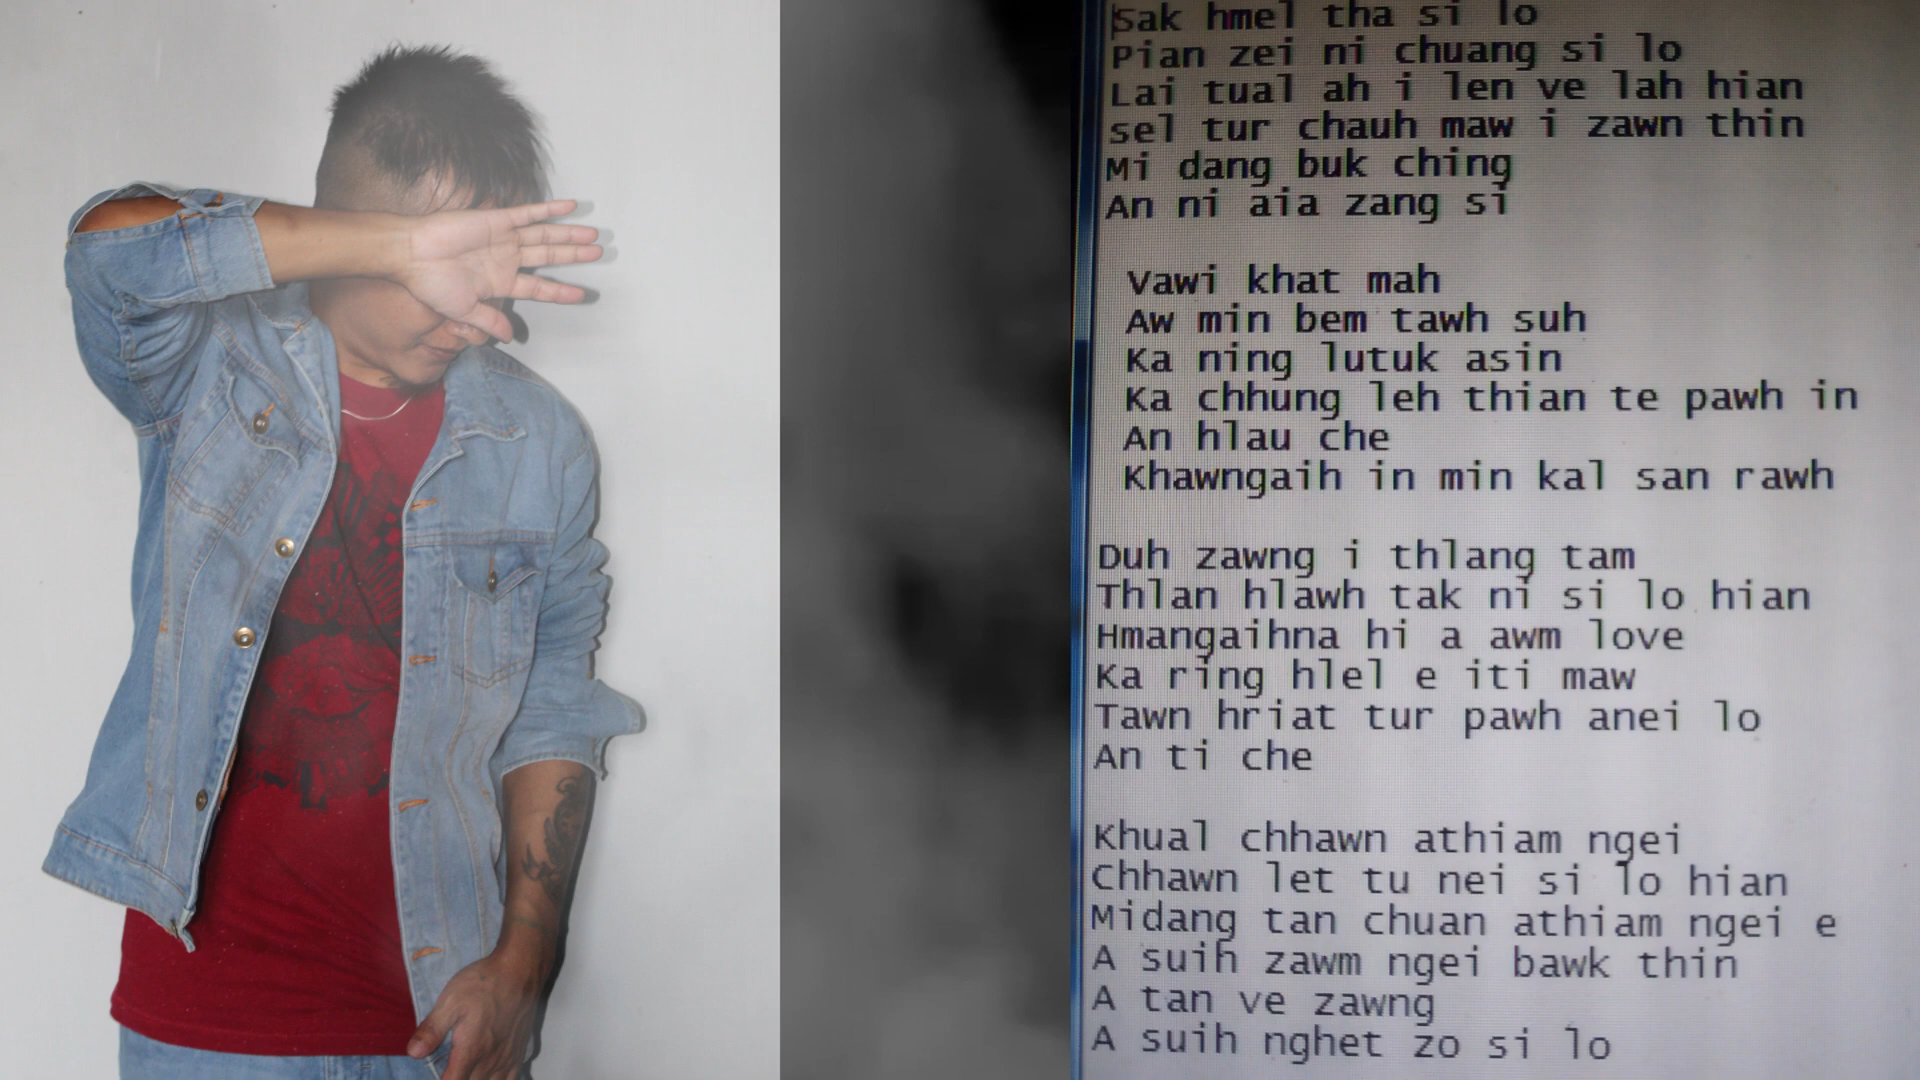 Sak hmel tha si lo
Pian zei ni chuang si lo
Lai tual ah i len ve lah hian
sel tur chauh maw i zawn thin
Mi dang buk ching
An ni aia zang si
Vawi khat mah
Aw min bem tawh suh
Ka ning lutuk asin
Ka chhung leh thian te pawh in
An hlau che
Khawngaih in min kal san rawh
Duh zawng i thlang tam
Thlan hlawh tak ni si lo hian
Hmangaihna hi a awm love
Ka ring hlel e iti maw
Tawn hriat tur pawh anei lo
An ti che
Khual chhawn athiam ngei
Chhawn let tu nei si lo hian
Midang tan chuan athiam ngei e
A suih zawm ngei bawk thin
A tan ve zawng
A suih nghet zo si lo